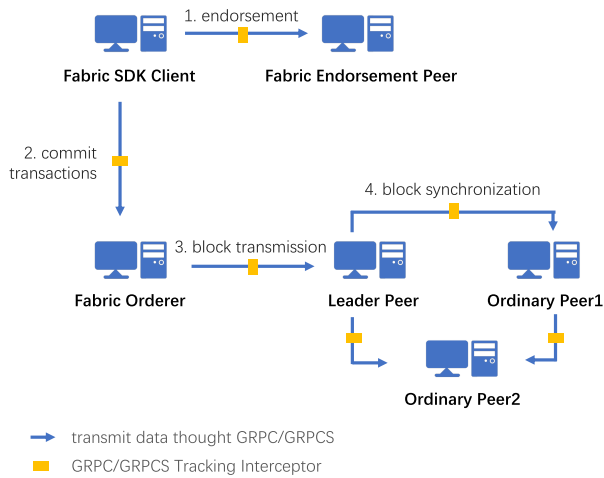 1. endorsement
Fabric SDK Client
Fabric Endorsement Peer
2. commit
transactions
4. block synchronization
3. block transmission
Fabric Orderer
Leader Peer
Ordinary Peer1
Ordinary Peer2
transmit data thought GRPC/GRPCS
GRPC/GRPCS Tracking Interceptor